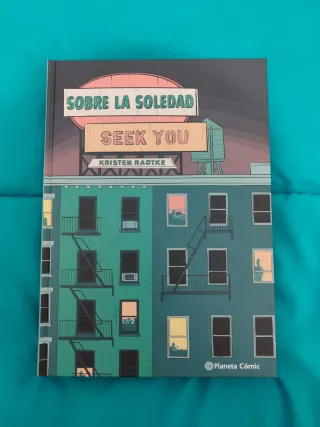 SOBRE LA SOLEDAD
SEEK YOU
KRISTEN RADTKE
Planeta Cómic